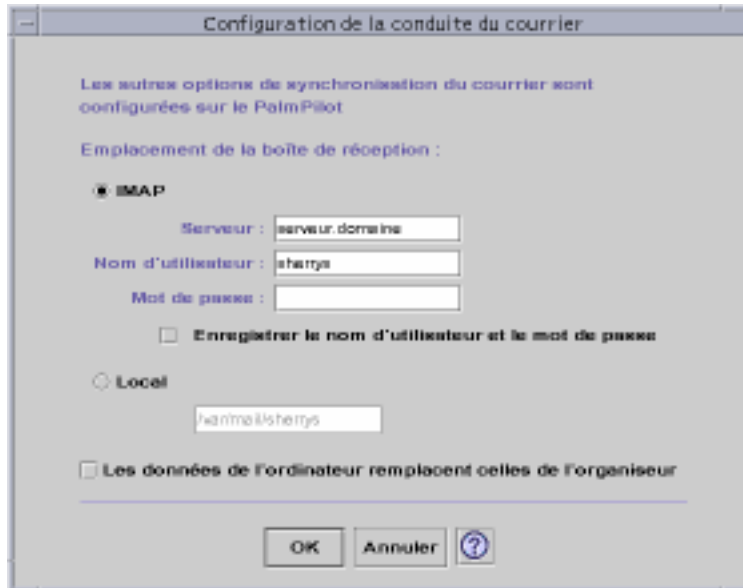 Configuration de la conduite du courrier
Les autres options de synchronisation du courrier sont
configurées sur le PalmPilot
Emplacement de la boîte de réception :
IMAP
Serveur : serveur.domaine
Nom d'utilisateur : sherrys
Mot de passe :
Enregistrer le nom d'utilisateur et le mot de passe
Local
/var/mail/sherrys
Les données de l'ordinateur remplacent celles de l'organiseur
OK Annuler ?